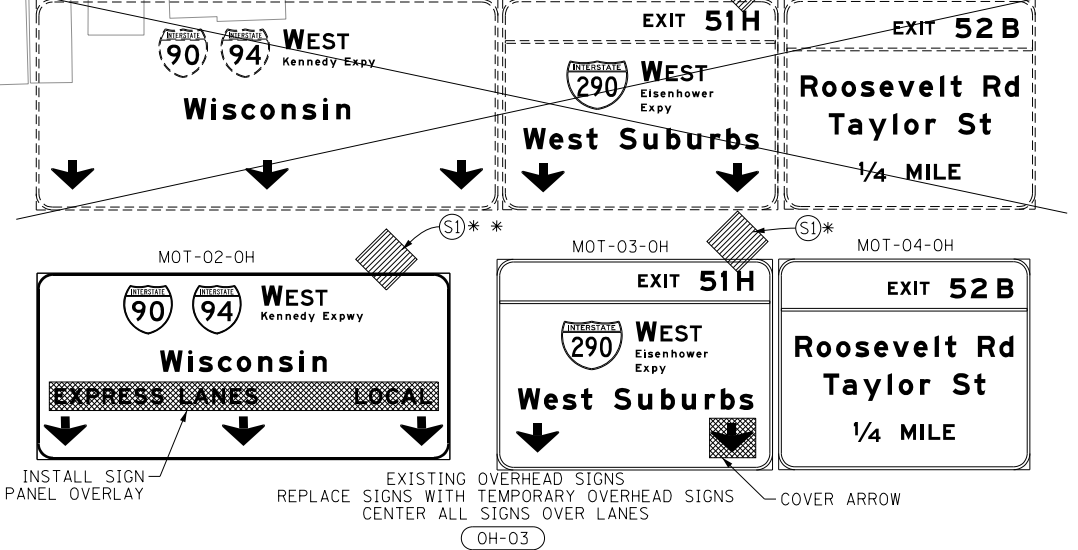 INTERSTATE
90
INTERSTATE
94
WEST
Kennedy Expy
Wisconsin
EXIT 51H
INTERSTATE
290
WEST
Eisenhower
Expy
West Suburbs
EXIT 52B
Roosevelt Rd
Taylor St
1/4 MILE
S1 * *
S1 *
MOT-02-OH
INTERSTATE
90
INTERSTATE
94
WEST
Kennedy Expwy
Wisconsin
EXPRESS LANES LOCAL
MOT-03-OH
EXIT 51H
INTERSTATE
290
WEST
Eisenhower
Expy
West Suburbs
MOT-04-OH
EXIT 52B
Roosevelt Rd
Taylor St
1/4 MILE
INSTALL SIGN
PANEL OVERLAY
EXISTING OVERHEAD SIGNS
REPLACE SIGNS WITH TEMPORARY OVERHEAD SIGNS
CENTER ALL SIGNS OVER LANES
COVER ARROW
OH-03